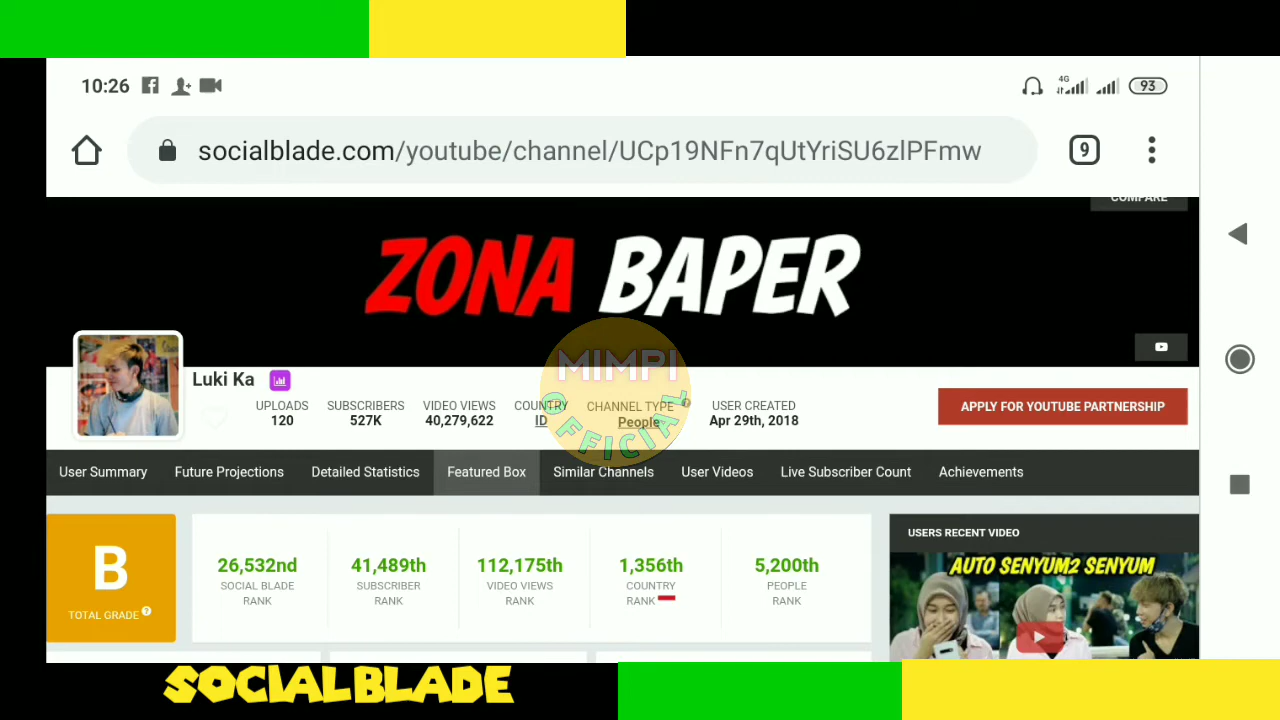 10:26
4G
93
socialblade.com/youtube/channel/UCp19NFn7qUtYriSU6zlPFmw
9
COMPARE
ZONA BAPER
MIMPI
OFFICIAL
Luki Ka
UPLOADS SUBSCRIBERS VIDEO VIEWS COUNTRY CHANNEL TYPE USER CREATED
120 527K 40,279,622 ID People Apr 29th, 2018
APPLY FOR YOUTUBE PARTNERSHIP
User Summary Future Projections Detailed Statistics Featured Box Similar Channels User Videos Live Subscriber Count Achievements
B
TOTAL GRADE ?
26,532nd 41,489th 112,175th 1,356th 5,200th
SOCIAL BLADE SUBSCRIBER VIDEO VIEWS COUNTRY PEOPLE
RANK RANK RANK RANK RANK
USERS RECENT VIDEO
AUTO SENYUM2 SENYUM
SOCIALBLADE